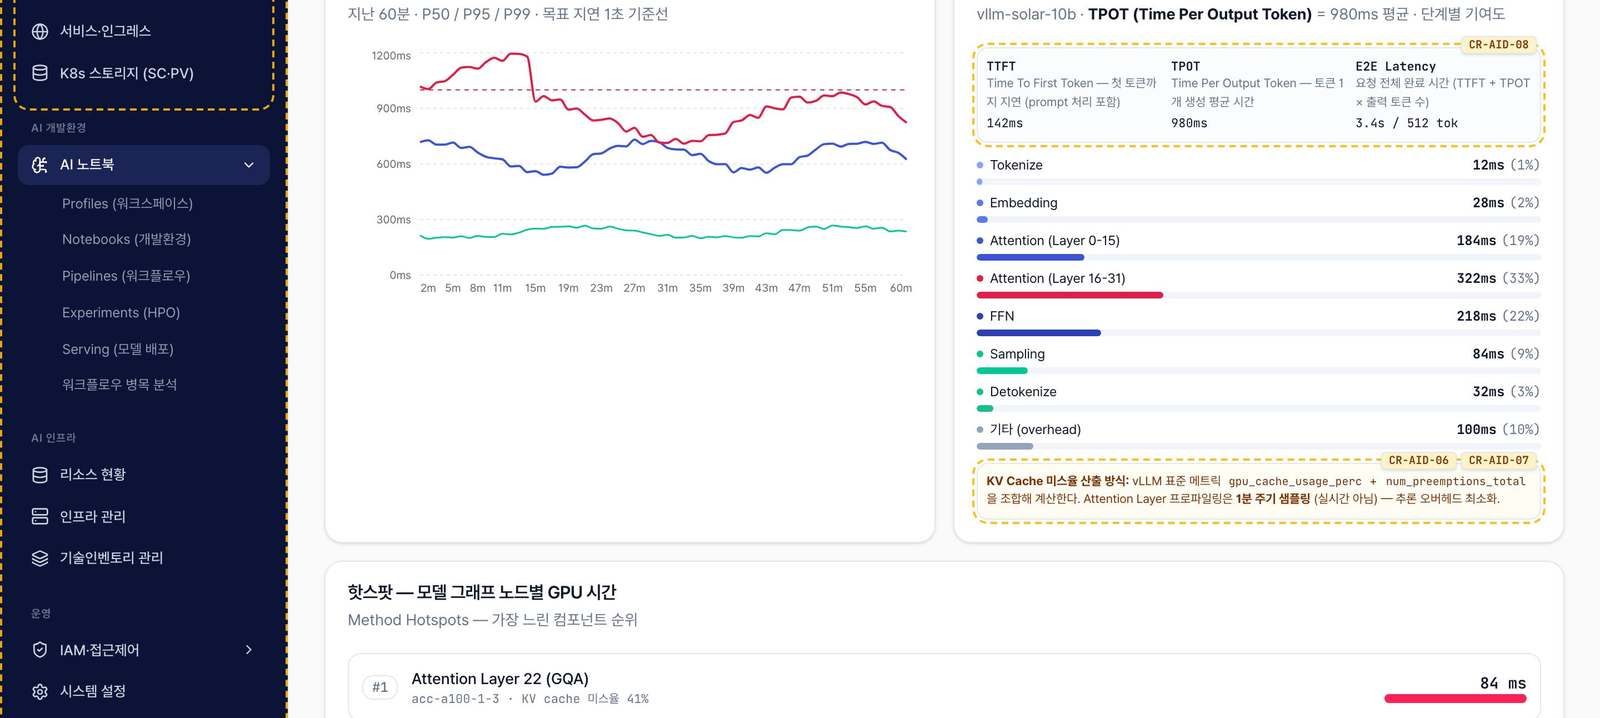 서비스·인그레스
K8s 스토리지 (SC·PV)
AI 개발환경
AI 노트북
Profiles (워크스페이스)
Notebooks (개발환경)
Pipelines (워크플로우)
Experiments (HPO)
Serving (모델 배포)
워크플로우 병목 분석
AI 인프라
리소스 현황
인프라 관리
기술인벤토리 관리
운영
IAM·접근제어
시스템 설정
지난 60분 · P50 / P95 / P99 · 목표 지연 1초 기준선
1200ms
900ms
600ms
300ms
0ms
2m 5m 8m 11m 15m 19m 23m 27m 31m 35m 39m 43m 47m 51m 55m 60m
vllm-solar-10b · TPOT (Time Per Output Token) = 980ms 평균 · 단계별 기여도
CR-AID-08
TTFT
Time To First Token — 첫 토큰까
지 지연 (prompt 처리 포함)
142ms
TPOT
Time Per Output Token — 토큰 1
개 생성 평균 시간
980ms
E2E Latency
요청 전체 완료 시간 (TTFT + TPOT
× 출력 토큰 수)
3.4s / 512 tok
Tokenize 12ms (1%)
Embedding 28ms (2%)
Attention (Layer 0-15) 184ms (19%)
Attention (Layer 16-31) 322ms (33%)
FFN 218ms (22%)
Sampling 84ms (9%)
Detokenize 32ms (3%)
기타 (overhead) 100ms (10%)
CR-AID-06 CR-AID-07
KV Cache 미스율 산출 방식: vLLM 표준 메트릭 gpu_cache_usage_perc + num_preemptions_total
을 조합해 계산한다. Attention Layer 프로파일링은 1분 주기 샘플링 (실시간 아님) — 추론 오버헤드 최소화.
핫스팟 — 모델 그래프 노드별 GPU 시간
Method Hotspots — 가장 느린 컴포넌트 순위
#1
Attention Layer 22 (GQA)
acc-a100-1-3 · KV cache 미스율 41%
84 ms